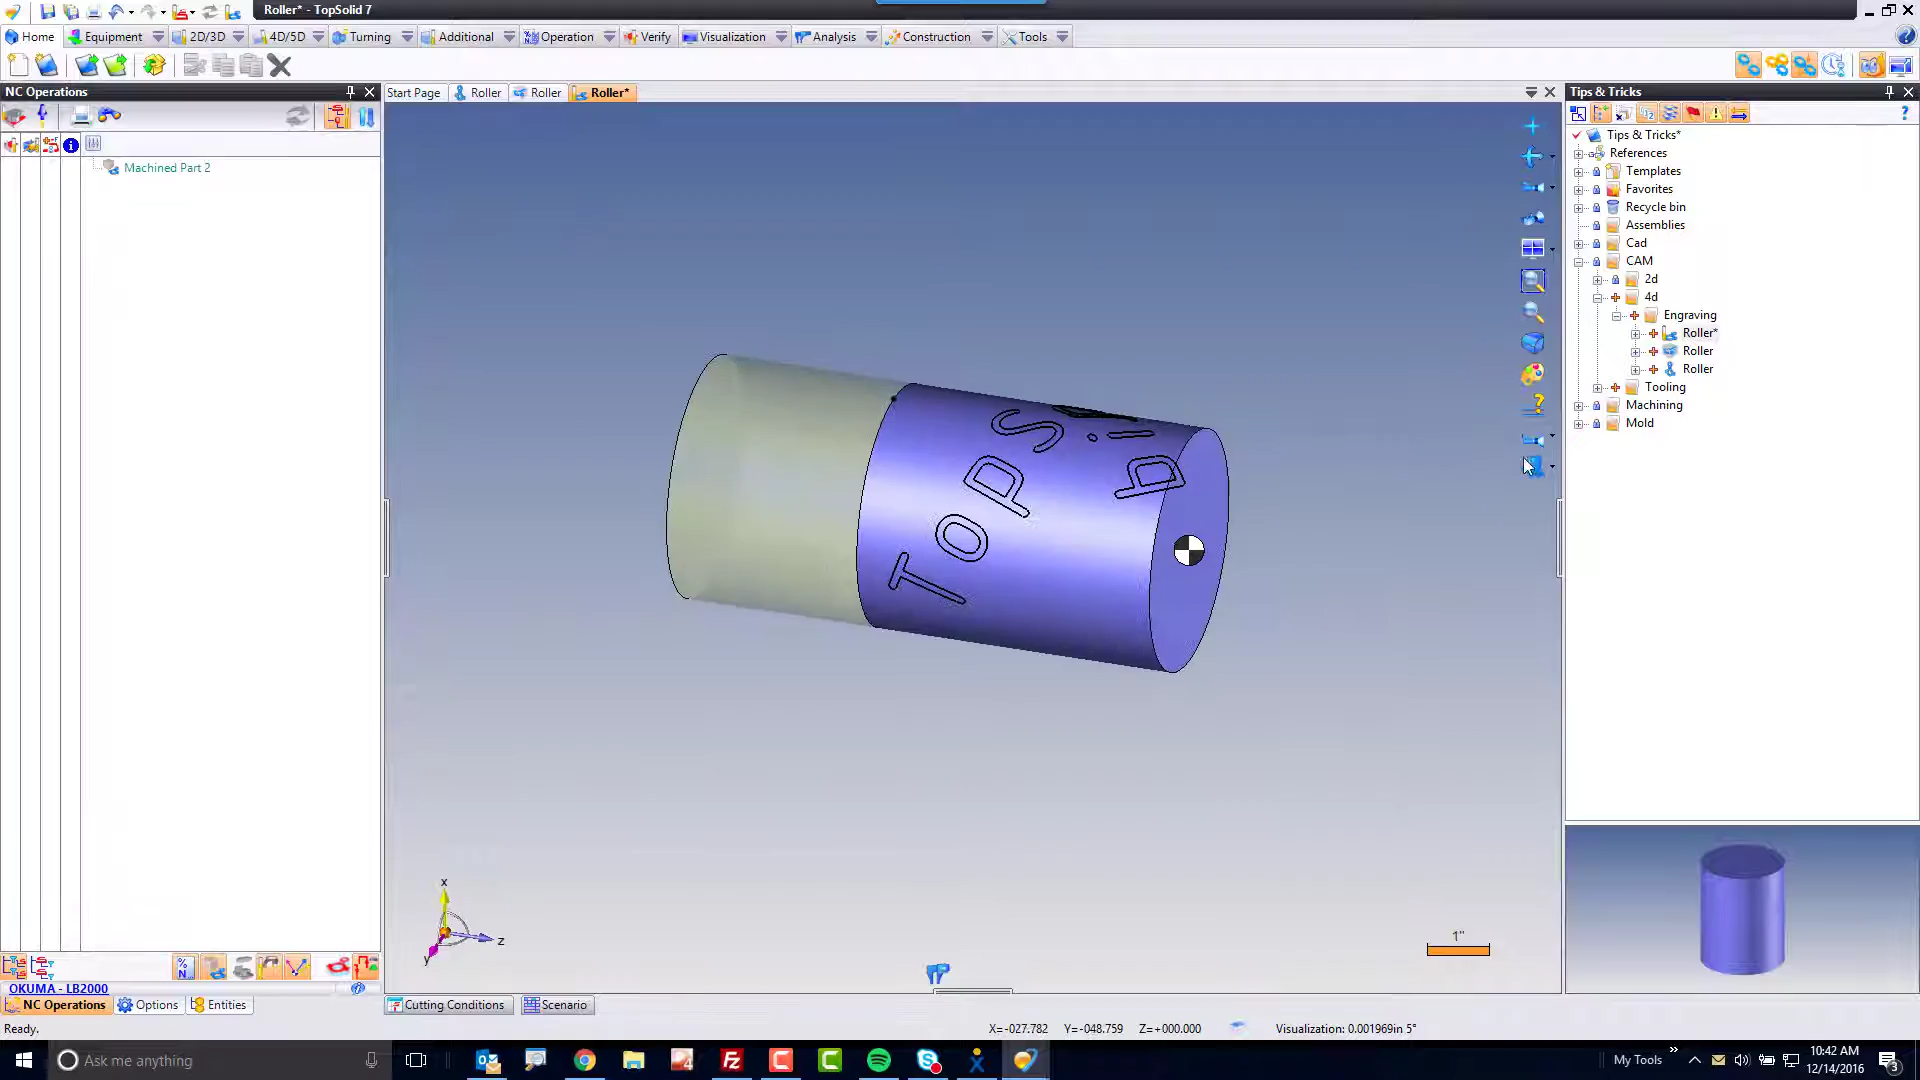 Roller* - TopSolid 7
Home Equipment 2D/3D 4D/5D Turning Additional Operation Verify Visualization Analysis Construction Tools
NC Operations
Start Page Roller Roller Roller*
Tips & Tricks
Machined Part 2
Tips & Tricks*
References
Templates
Favorites
Recycle bin
Assemblies
Cad
CAM
2d
4d
Engraving
Roller*
Roller
Roller
Tooling
Machining
Mold
TopS
i
d
x
z
y
1"
OKUMA - LB2000
NC Operations Options Entities
Cutting Conditions Scenario
Ready.
X=-027.782 Y=-048.759 Z=+000.000 Visualization: 0.001969in 5°
Ask me anything
My Tools
10:42 AM
12/14/2016
3